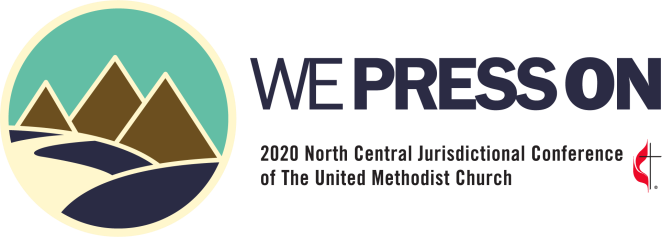 WE PRESS ON
2020 North Central Jurisdictional Conference
of The United Methodist Church
®